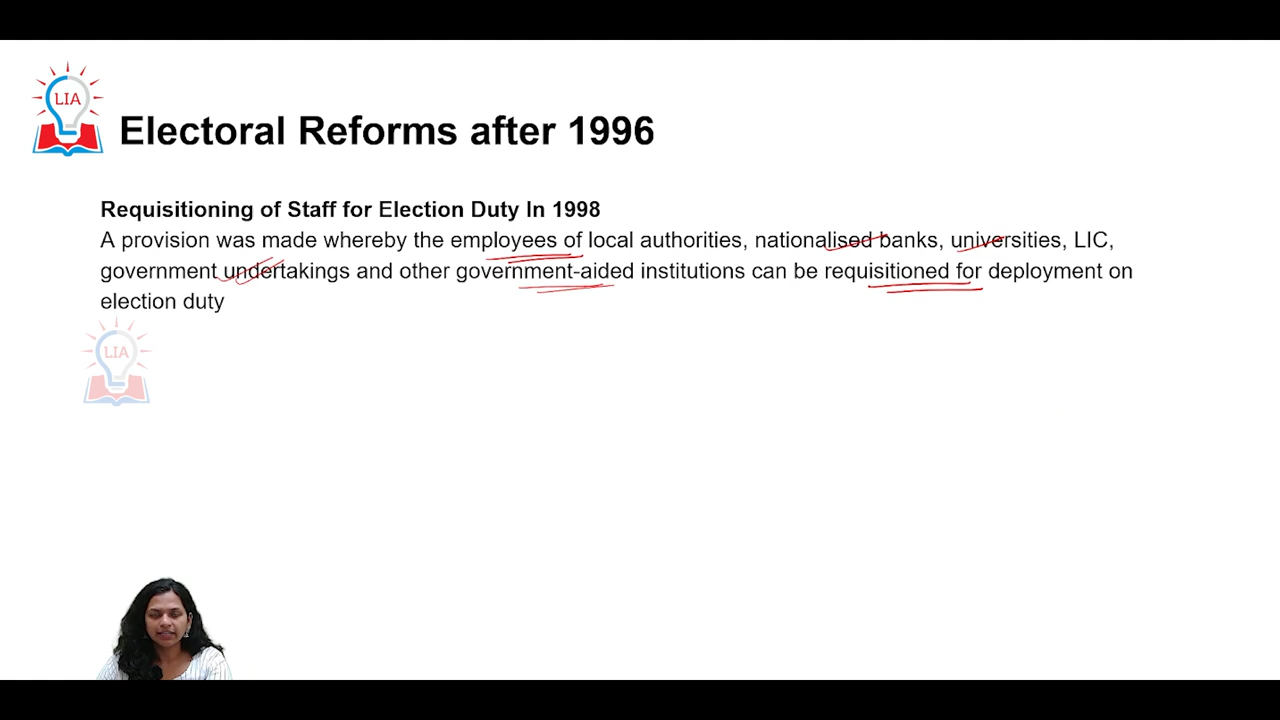 LIA
Electoral Reforms after 1996
Requisitioning of Staff for Election Duty In 1998
A provision was made whereby the employees of local authorities, nationalised banks, universities, LIC,
government undertakings and other government-aided institutions can be requisitioned for deployment on
election duty
LIA